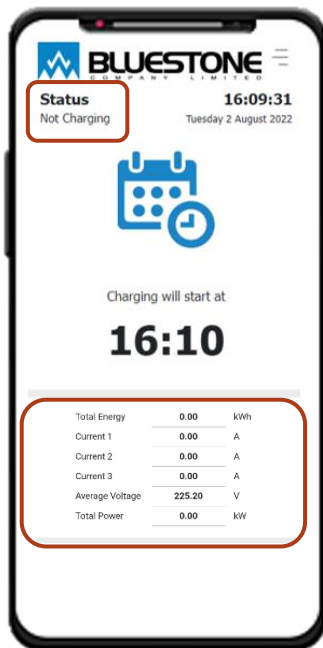 BLUESTONE
COMPANY LIMITED
Status 16:09:31
Not Charging Tuesday 2 August 2022
Charging will start at
16:10
Total Energy 0.00 kWh
Current 1 0.00 A
Current 2 0.00 A
Current 3 0.00 A
Average Voltage 225.20 V
Total Power 0.00 kW